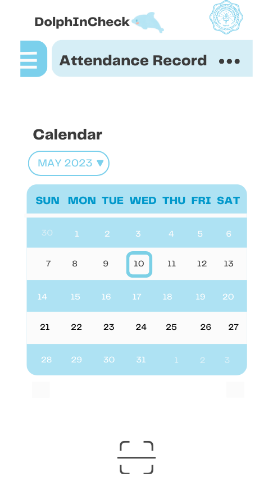 DolphInCheck
Attendance Record
Calendar
MAY 2023
SUN MON TUE WED THU FRI SAT
30 1 2 3 4 5 6
7 8 9 10 11 12 13
14 15 16 17 18 19 20
21 22 23 24 25 26 27
28 29 30 31 1 2 3